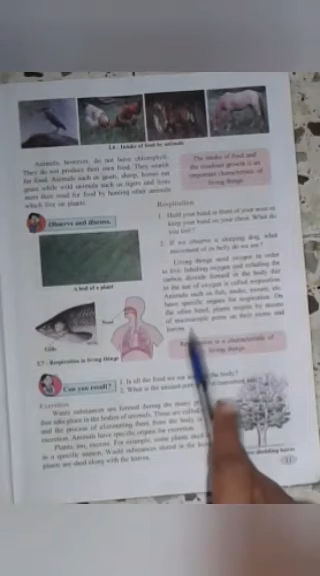 1.6 : Intake of food by animals
Animals, however, do not have chlorophyll.
They do not produce their own food. They search
for food. Animals such as goats, sheep, horses eat
grass while wild animals such as tigers and lions
meet their need for food by hunting other animals
which live on plants.
The intake of food and
the resultant growth is an
important characteristic of
living things.
Observe and discuss.
A leaf of a plant
Gills
Nose
1.7 : Respiration in living things
Respiration
1. Hold your hand in front of your nose or
keep your hand on your chest. What do
you feel?
2. If we observe a sleeping dog, what
movement of its belly do we see?
Living things need oxygen in order
to live. Inhaling oxygen and exhaling the
carbon dioxide formed in the body due
to the use of oxygen is called respiration.
Animals such as fish, snakes, etc.
have specific organs for respiration. On
the other hand, plants respire by means
of microscopic pores on their stems and
leaves.
Respiration is a characteristic of
living things.
Can you recall?
1. Is all the food we eat the body?
2. What is the unused part
Excretion
Waste substances are formed during the many
that take place in the bodies of animals. These are called
and the process of eliminating them from the body is
excretion. Animals have specific organs for excretion.
Plants, too, excrete. For example, some plants
in a specific season. Waste substances stored in the
plants are shed along with the leaves.
shedding leaves